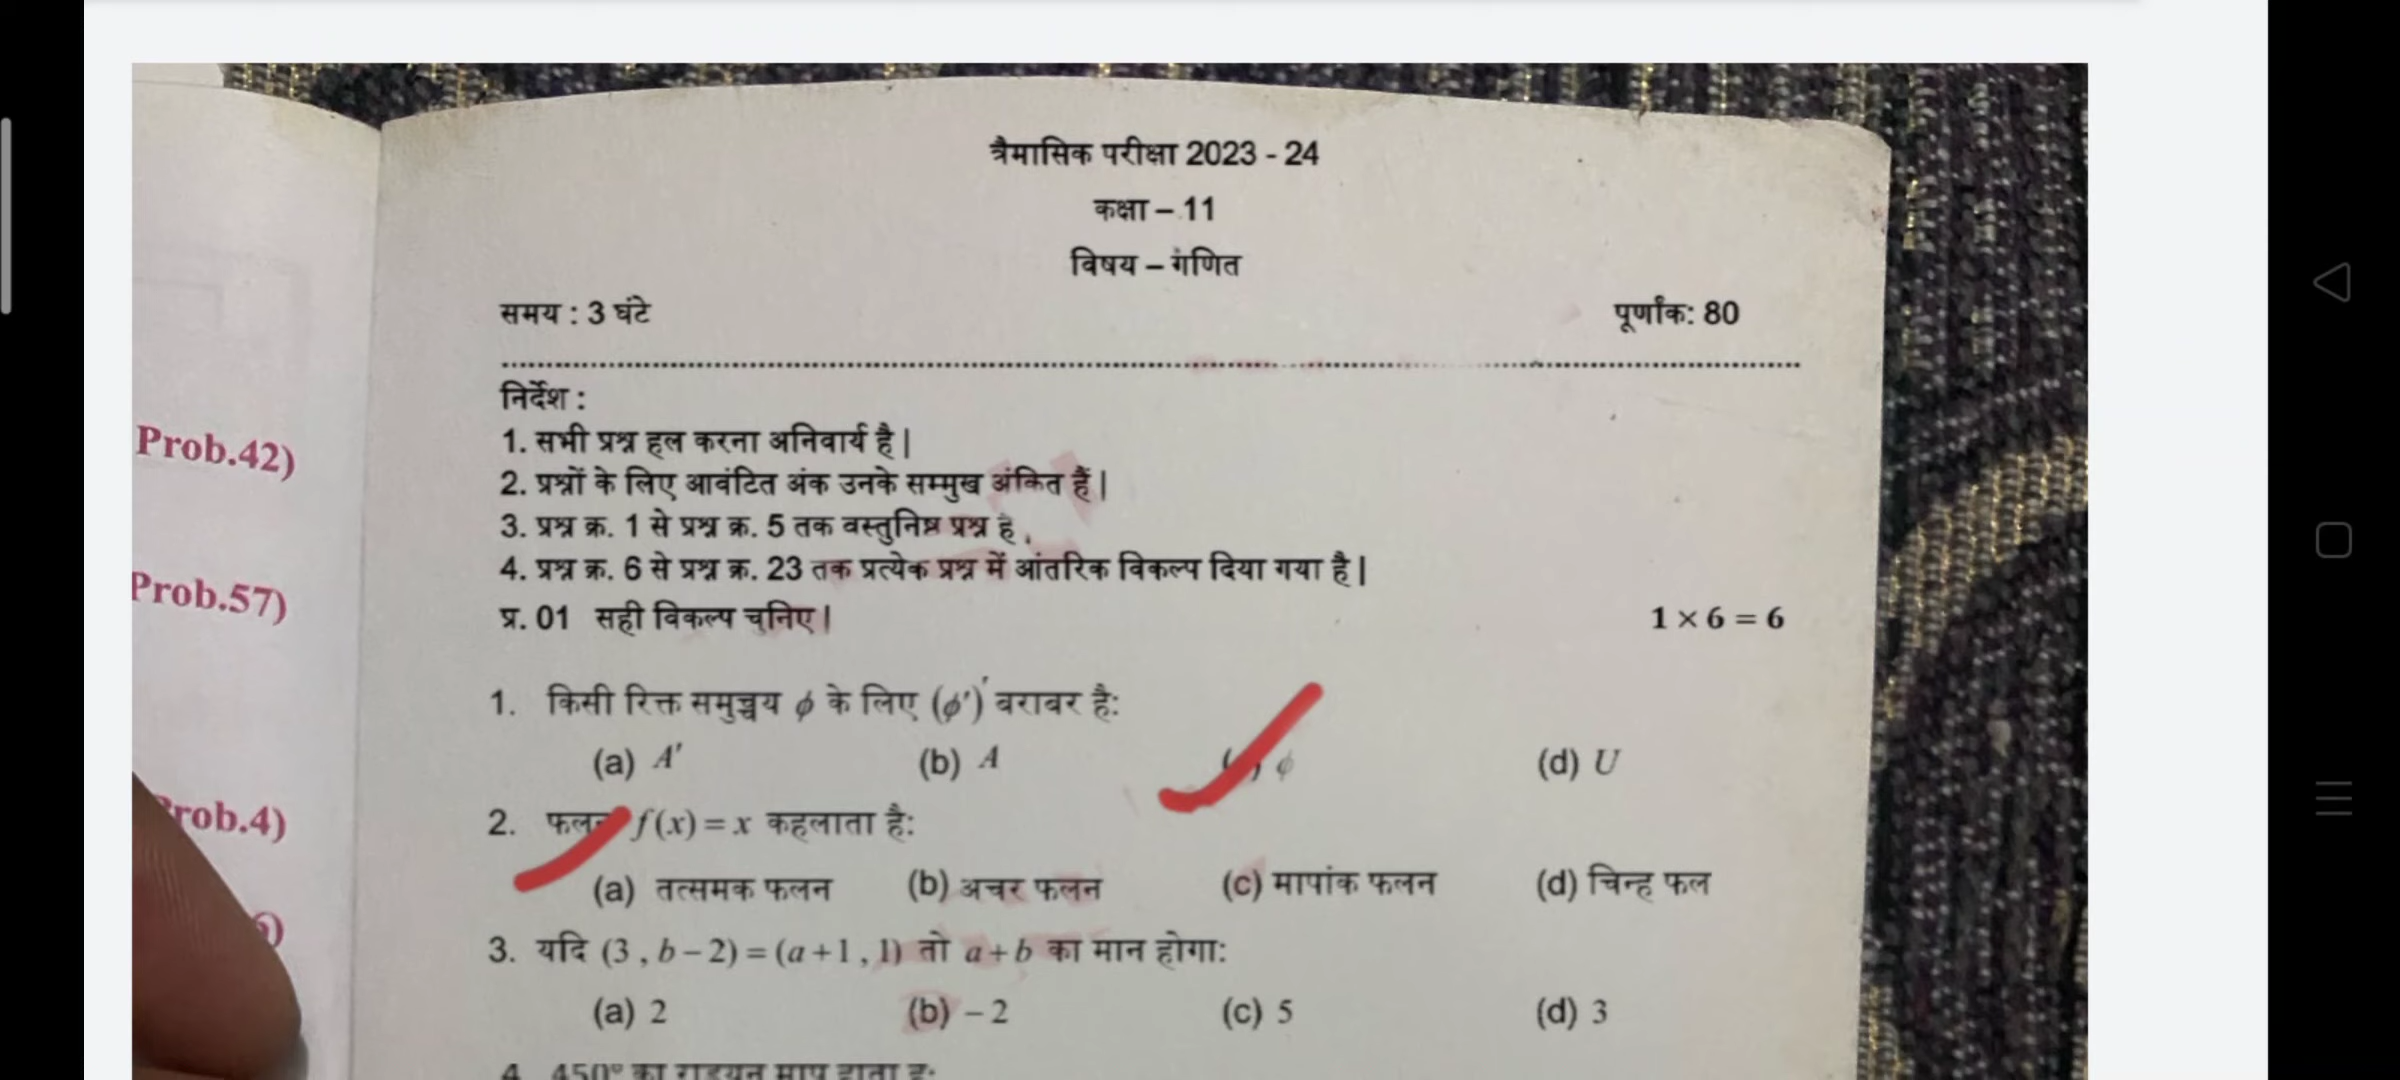 त्रैमासिक परीक्षा 2023 - 24
कक्षा – 11
विषय – गणित
समय : 3 घंटे पूर्णांक: 80
निर्देश :
1. सभी प्रश्न हल करना अनिवार्य है|
2. प्रश्नों के लिए आवंटित अंक उनके सम्मुख अंकित हैं|
3. प्रश्न क्र. 1 से प्रश्न क्र. 5 तक वस्तुनिष्ठ प्रश्न है
4. प्रश्न क्र. 6 से प्रश्न क्र. 23 तक प्रत्येक प्रश्न में आंतरिक विकल्प दिया गया है|
प्र. 01 सही विकल्प चुनिए| 1 × 6 = 6
1. किसी रिक्त समुच्चय ϕ के लिए (ϕ')' बराबर है:
(a) A' (b) A ϕ (d) U
2. f(x) = x कहलाता है:
(a) तत्समक फलन (b) अचर फलन (c) मापांक फलन (d) चिन्ह फल
3. यदि (3 , b – 2) = (a +1 , 1) तो a + b का मान होगा:
(a) 2 (b) – 2 (c) 5 (d) 3
4. 450° का
Prob.42)
Prob.57)
rob.4)